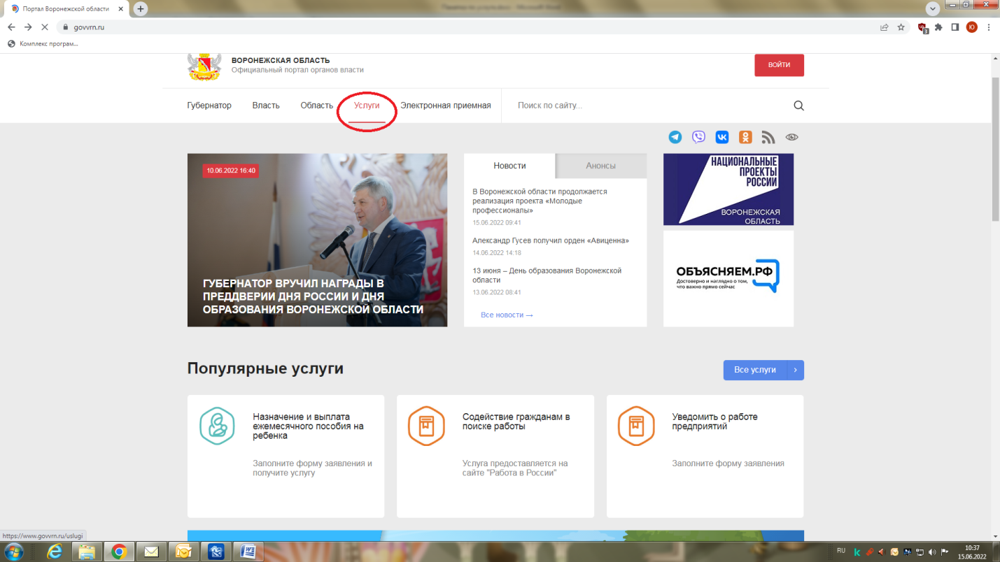 Портал Воронежской области
govvrn.ru
Комплекс програм...
ВОРОНЕЖСКАЯ ОБЛАСТЬ
Официальный портал органов власти
ВОЙТИ
Губернатор Власть Область Услуги Электронная приемная Поиск по сайту...
10.06.2022 16:40
ГУБЕРНАТОР ВРУЧИЛ НАГРАДЫ В
ПРЕДДВЕРИИ ДНЯ РОССИИ И ДНЯ
ОБРАЗОВАНИЯ ВОРОНЕЖСКОЙ ОБЛАСТИ
Новости Анонсы
В Воронежской области продолжается
реализация проекта «Молодые
профессионалы»
15.06.2022 09:41
Александр Гусев получил орден «Авиценна»
14.06.2022 14:18
13 июня – День образования Воронежской
области
13.06.2022 08:41
Все новости →
НАЦИОНАЛЬНЫЕ
ПРОЕКТЫ
РОССИИ
ВОРОНЕЖСКАЯ
ОБЛАСТЬ
ОБЪЯСНЯЕМ.РФ
Достоверно и наглядно о том,
что важно прямо сейчас
Популярные услуги
Все услуги
Назначение и выплата
ежемесячного пособия на
ребенка
Заполните форму заявления и
получите услугу
Содействие гражданам в
поиске работы
Услуга предоставляется на
сайте "Работа в России"
Уведомить о работе
предприятий
Заполните форму заявления
https://www.govvrn.ru/uslugi
RU
10:37
15.06.2022